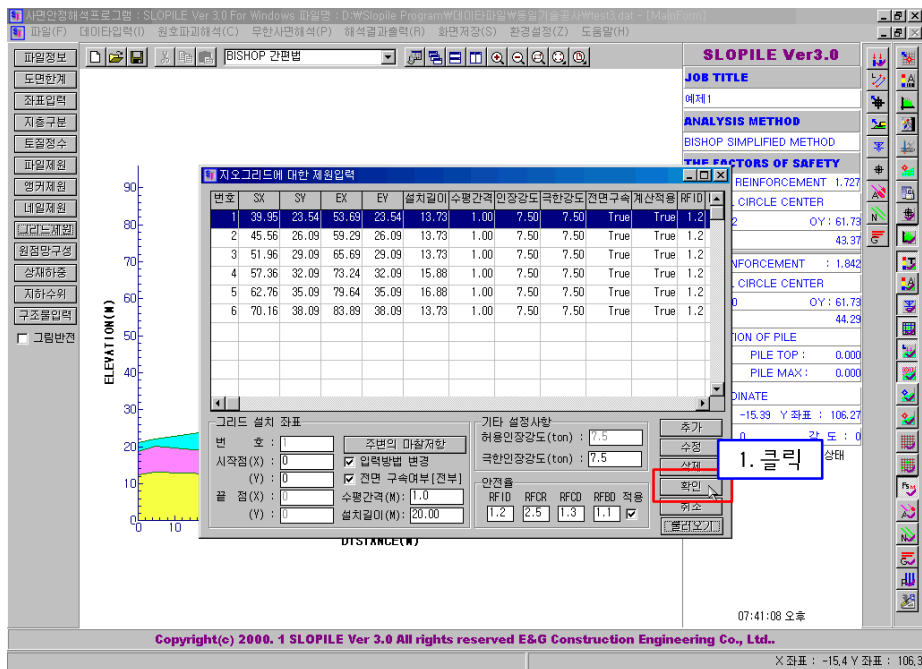 사면안정해석프로그램 : SLOPILE Ver 3.0 For Windows 파일명 : D:₩Slopile Program₩데이타파일₩동일기술공사₩test3.dat - [MainForm]
파일(F) 데이타입력(I) 원호파괴해석(C) 무한사면해석(P) 해석결과출력(R) 화면저장(S) 환경설정(Z) 도움말(H)
파일정보
도면한계
좌표입력
지층구분
토질정수
파일제원
앵커제원
네일제원
그리드제원
원점망구성
상재하중
지하수위
구조물입력
그림반전
BISHOP 간편법
SLOPILE Ver3.0
JOB TITLE
예제1
ANALYSIS METHOD
BISHOP SIMPLIFIED METHOD
THE FACTORS OF SAFETY
REINFORCEMENT 1.727
CIRCLE CENTER
2 OY : 61.73
43.37
NFORCEMENT : 1.842
CIRCLE CENTER
0 OY : 61.73
44.29
ION OF PILE
PILE TOP : 0.000
PILE MAX : 0.000
DINATE
-15.39 Y 좌표 : 106.27
0 각 도 : 0
상태
07:41:08 오후
지오그리드에 대한 제원입력
번호 SX SY EX EY 설치길이 수평간격 인장강도 극한강도 전면구속 계산적용 RFID
1 39.95 23.54 53.69 23.54 13.73 1.00 7.50 7.50 True True 1.2
2 45.56 26.09 59.29 26.09 13.73 1.00 7.50 7.50 True True 1.2
3 51.96 29.09 65.69 29.09 13.73 1.00 7.50 7.50 True True 1.2
4 57.36 32.09 73.24 32.09 15.88 1.00 7.50 7.50 True True 1.2
5 62.76 35.09 79.64 35.09 16.88 1.00 7.50 7.50 True True 1.2
6 70.16 38.09 83.89 38.09 13.73 1.00 7.50 7.50 True True 1.2
그리드 설치 좌표
번 호 : 1
주변의 마찰저항
시작점(X) : 0
입력방법 변경
(Y) : 0
전면 구속여부[전부]
끝 점(X) : 0
수평간격(M): 1.0
(Y) : 0
설치길이(M): 20.00
기타 설정사항
허용인장강도(ton) : 7.5
극한인장강도(ton) : 7.5
안전율
RFID RFCR RFCD RFBD 적용
1.2 2.5 1.3 1.1
추가
수정
삭제
확인
취소
불러오기
1. 클릭
ELEVATION(M)
90
70
60
50
40
30
20
10
0
10
DISTANCE(M)
Copyright(c) 2000. 1 SLOPILE Ver 3.0 All rights reserved E&G Construction Engineering Co., Ltd..
X 좌표 : -15,4 Y 좌표 : 106,3